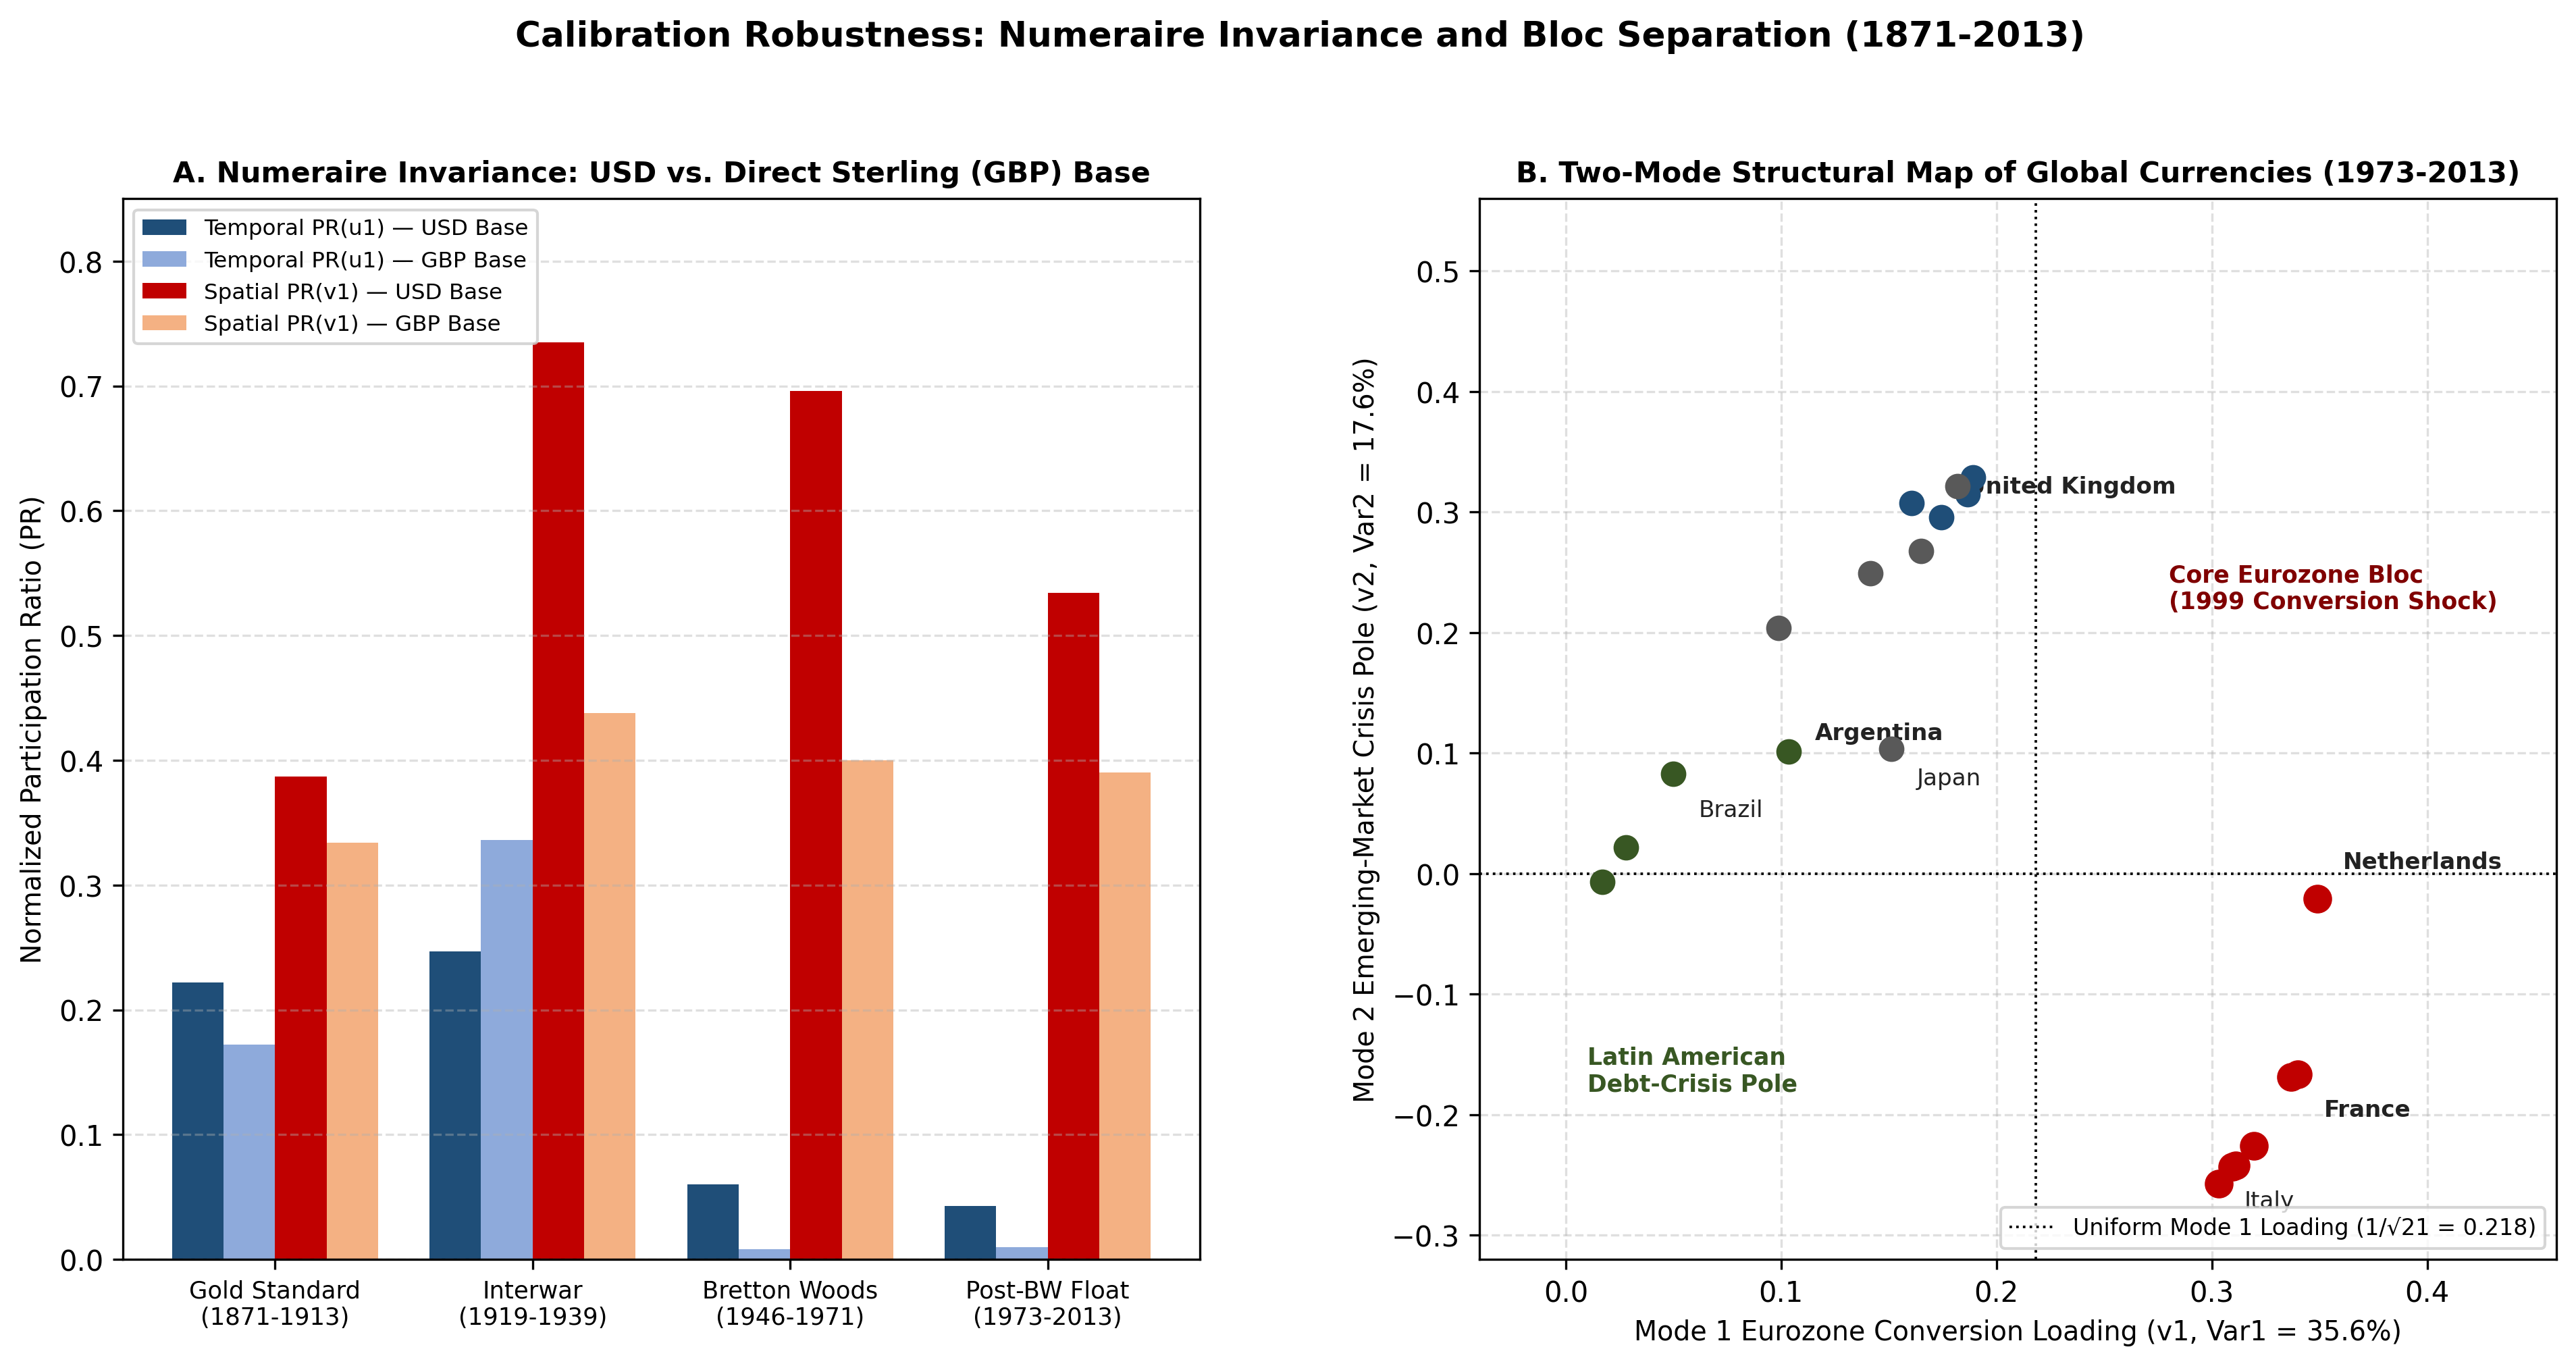 Calibration Robustness: Numeraire Invariance and Bloc Separation (1871-2013)
A. Numeraire Invariance: USD vs. Direct Sterling (GBP) Base
Temporal PR(u1) — USD Base
Temporal PR(u1) — GBP Base
Spatial PR(v1) — USD Base
Spatial PR(v1) — GBP Base
Normalized Participation Ratio (PR)
0.8
0.7
0.6
0.5
0.4
0.3
0.2
0.1
0.0
Gold Standard
(1871-1913)
Interwar
(1919-1939)
Bretton Woods
(1946-1971)
Post-BW Float
(1973-2013)
B. Two-Mode Structural Map of Global Currencies (1973-2013)
Mode 2 Emerging-Market Crisis Pole (v2, Var2 = 17.6%)
0.5
0.4
0.3
0.2
0.1
0.0
−0.1
−0.2
−0.3
United Kingdom
Core Eurozone Bloc
(1999 Conversion Shock)
Argentina
Japan
Brazil
Netherlands
Latin American
Debt-Crisis Pole
France
Italy
Uniform Mode 1 Loading (1/√21 = 0.218)
0.0
0.1
0.2
0.3
0.4
Mode 1 Eurozone Conversion Loading (v1, Var1 = 35.6%)